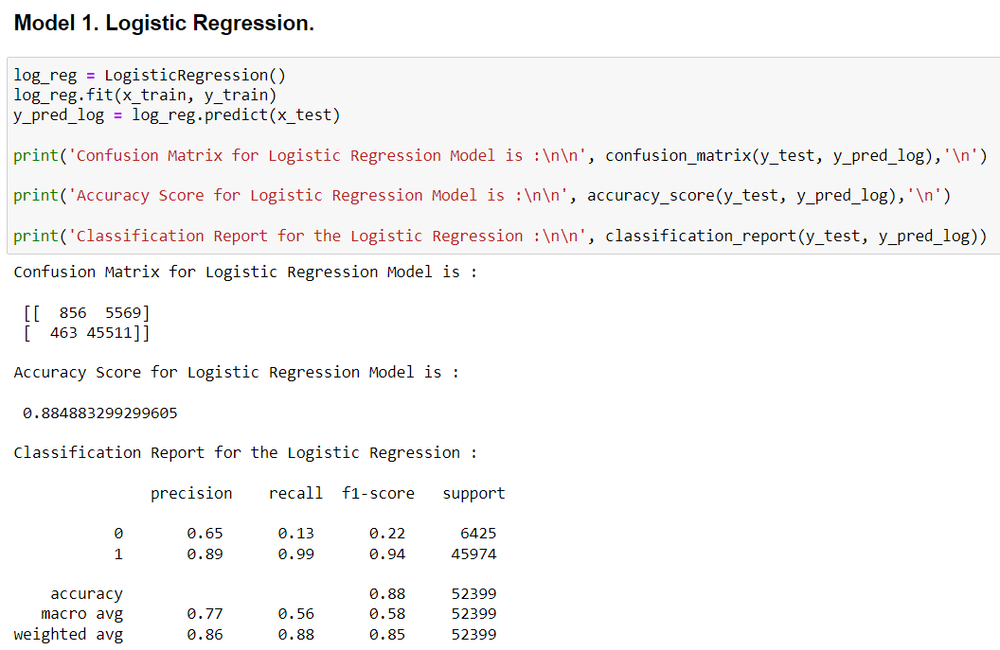 Model 1. Logistic Regression.
log_reg = LogisticRegression()
log_reg.fit(x_train, y_train)
y_pred_log = log_reg.predict(x_test)
print('Confusion Matrix for Logistic Regression Model is :\n\n', confusion_matrix(y_test, y_pred_log),'\n')
print('Accuracy Score for Logistic Regression Model is :\n\n', accuracy_score(y_test, y_pred_log),'\n')
print('Classification Report for the Logistic Regression :\n\n', classification_report(y_test, y_pred_log))
Confusion Matrix for Logistic Regression Model is :
[[  856  5569]
[  463 45511]]
Accuracy Score for Logistic Regression Model is :
0.884883299299605
Classification Report for the Logistic Regression :
precision    recall  f1-score   support
0       0.65      0.13      0.22      6425
1       0.89      0.99      0.94     45974
accuracy                           0.88     52399
macro avg       0.77      0.56      0.58     52399
weighted avg       0.86      0.88      0.85     52399